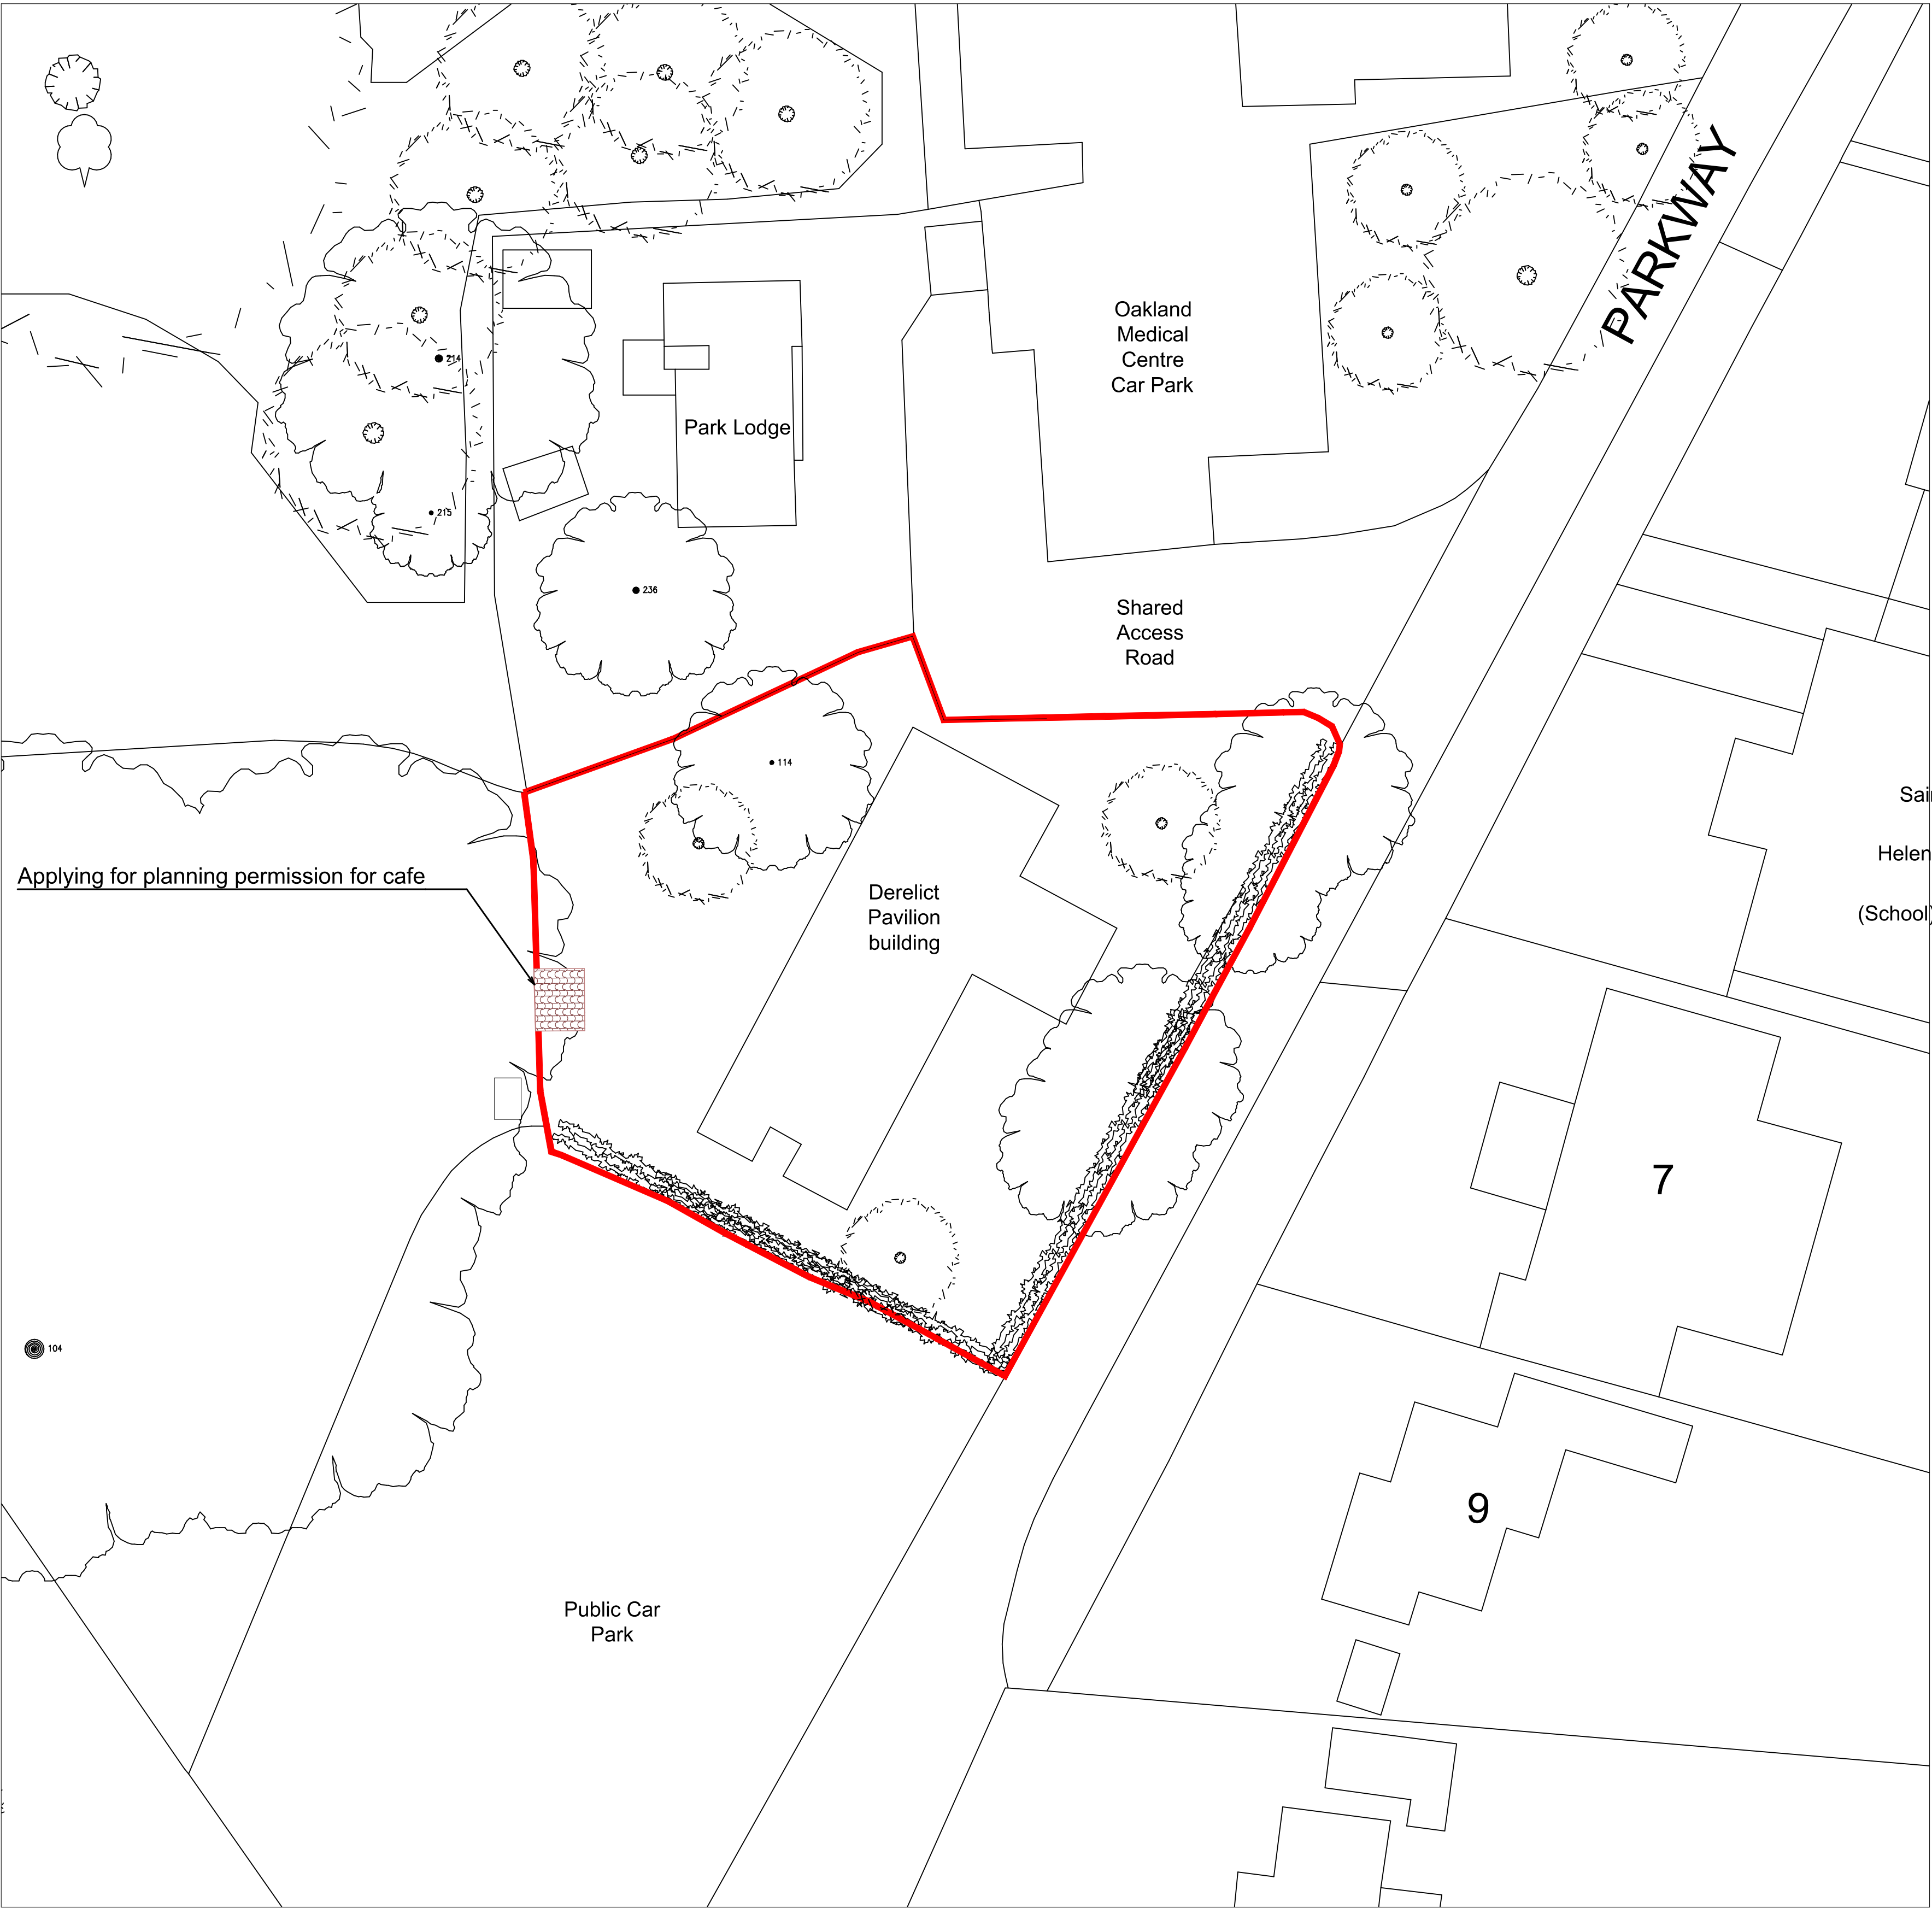 PARKWAY
Oakland
Medical
Centre
Car Park
214
Park Lodge
215
236
Shared
Access
Road
114
Sai
Helen
(School)
Applying for planning permission for cafe
Derelict
Pavilion
building
7
104
9
Public Car
Park